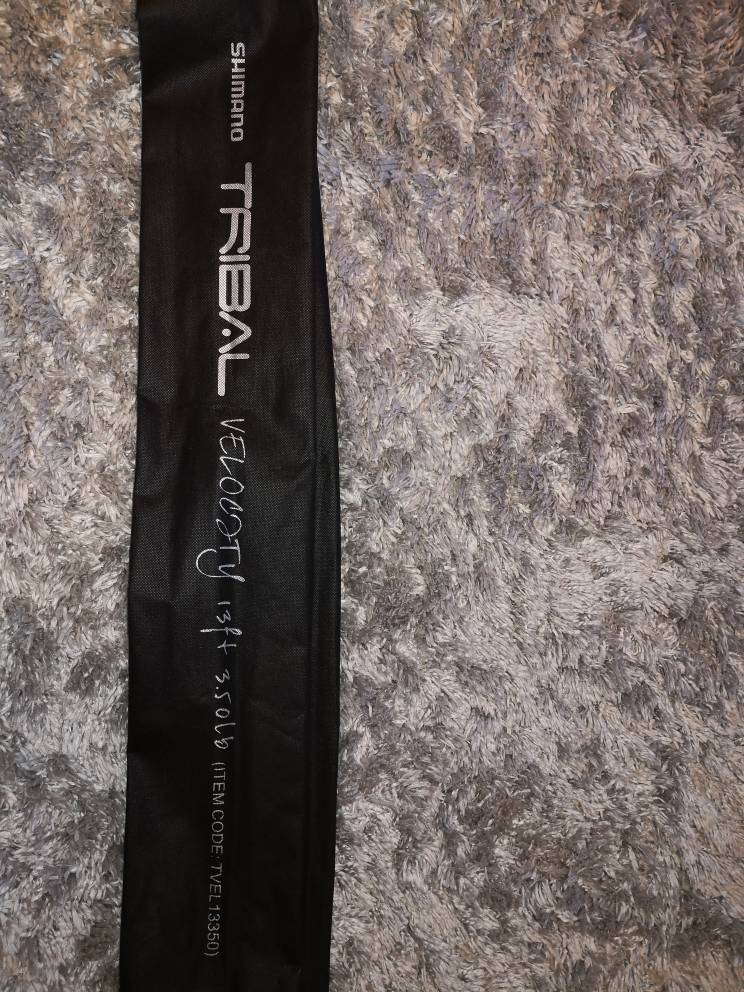 SHIMANO TRIBAL VELOCITY 13ft 3.50lb (ITEM CODE: TVEL13350)